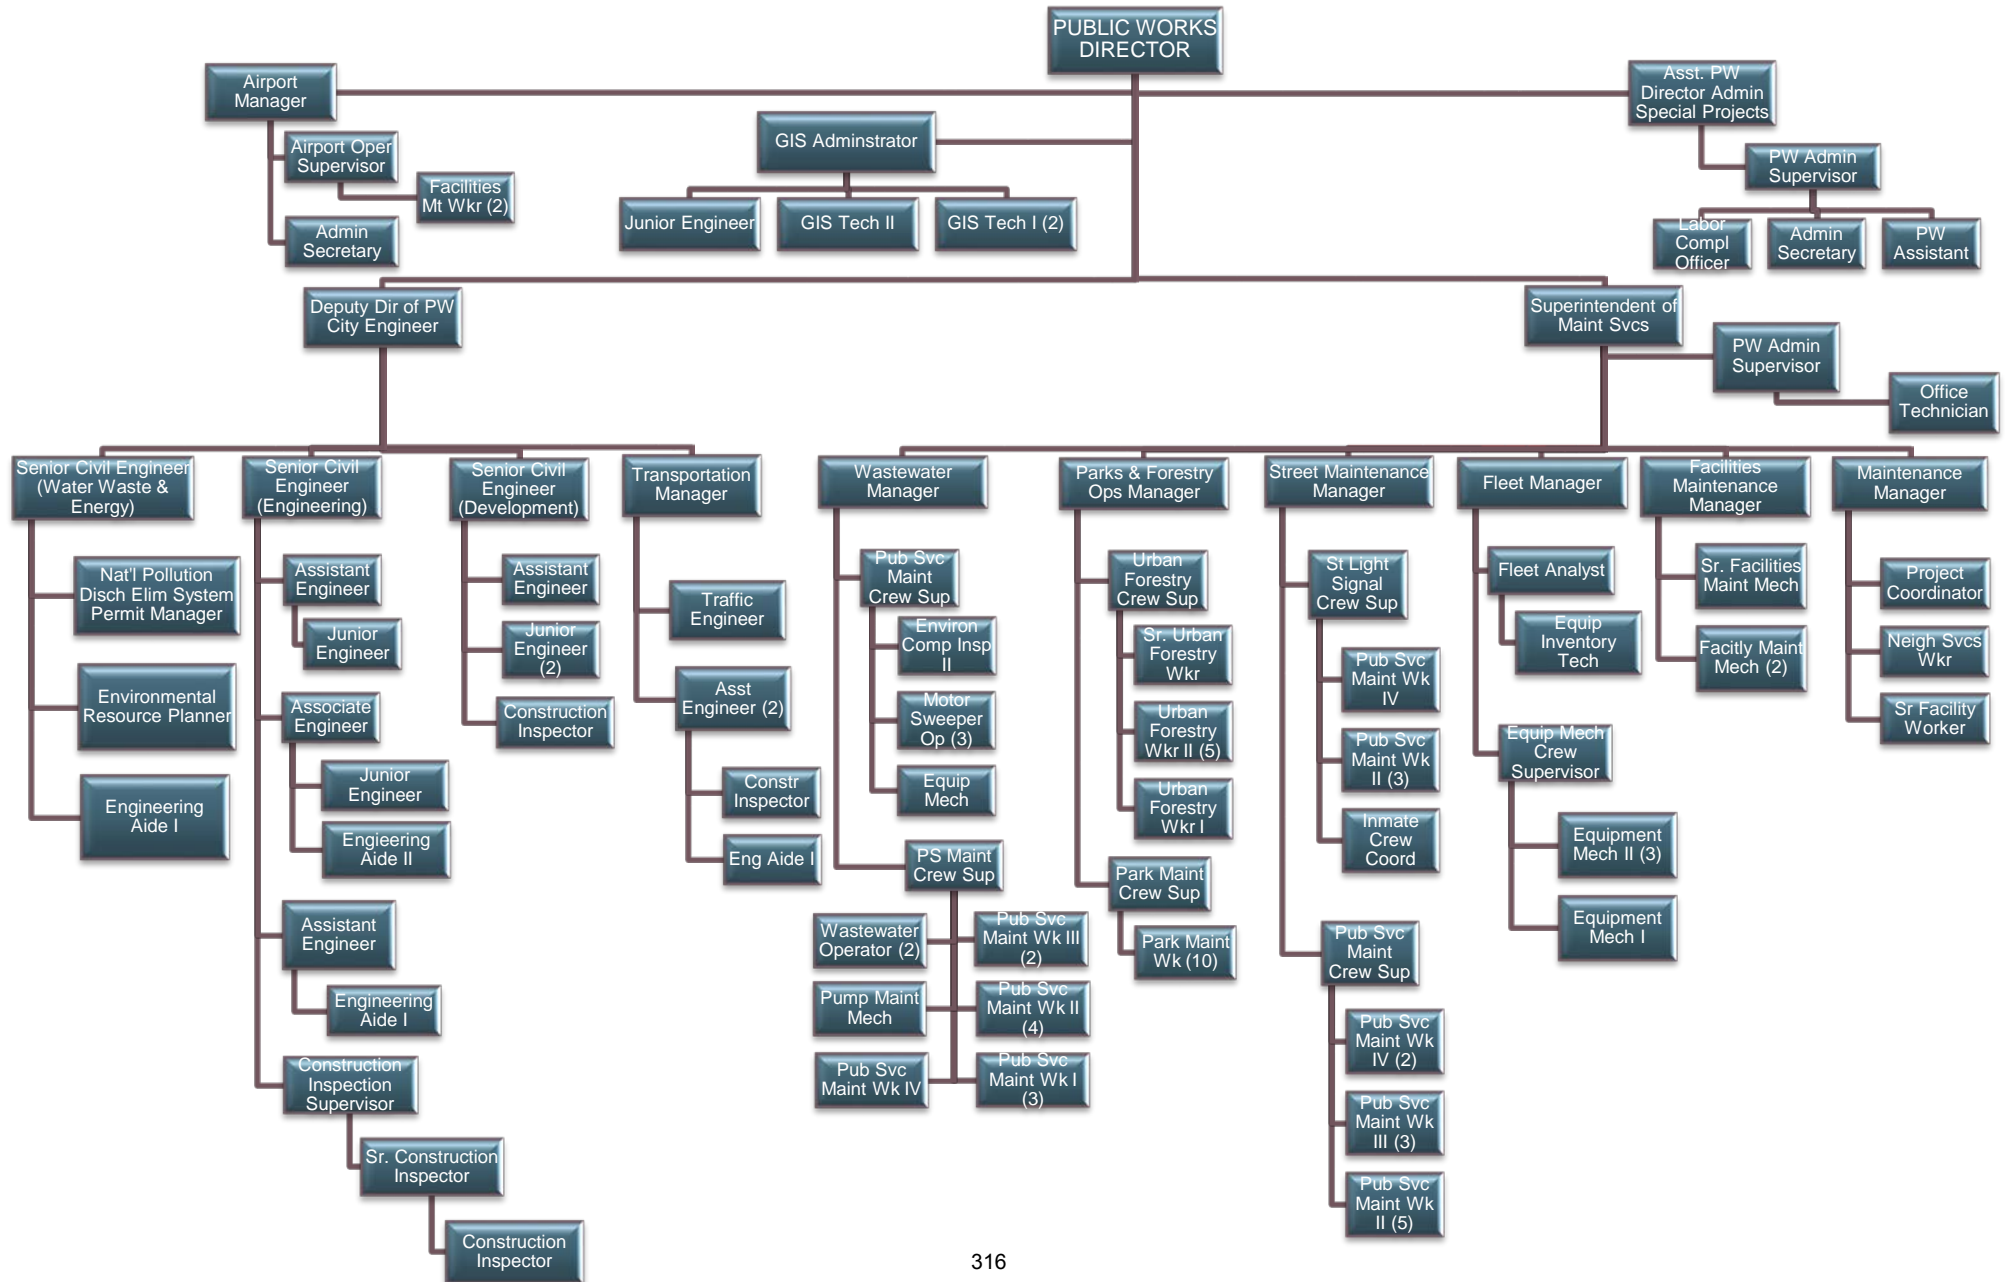 PUBLIC WORKS
DIRECTOR
Airport
Manager
Airport Oper
Supervisor
Facilities
Mt Wkr (2)
Admin
Secretary
GIS Adminstrator
Junior Engineer
GIS Tech II
GIS Tech I (2)
Asst. PW
Director Admin
Special Projects
PW Admin
Supervisor
Labor
Compl
Officer
Admin
Secretary
PW
Assistant
Deputy Dir of PW
City Engineer
Superintendent of
Maint Svcs
PW Admin
Supervisor
Office
Technician
Senior Civil Engineer
(Water Waste &
Energy)
Nat'l Pollution
Disch Elim System
Permit Manager
Environmental
Resource Planner
Engineering
Aide I
Senior Civil
Engineer
(Engineering)
Assistant
Engineer
Junior
Engineer
Associate
Engineer
Junior
Engineer
Engieering
Aide II
Assistant
Engineer
Engineering
Aide I
Construction
Inspection
Supervisor
Sr. Construction
Inspector
Construction
Inspector
Senior Civil
Engineer
(Development)
Assistant
Engineer
Junior
Engineer
(2)
Construction
Inspector
Transportation
Manager
Traffic
Engineer
Asst
Engineer (2)
Constr
Inspector
Eng Aide I
Wastewater
Manager
Pub Svc
Maint
Crew Sup
Environ
Comp Insp
II
Motor
Sweeper
Op (3)
Equip
Mech
PS Maint
Crew Sup
Wastewater
Operator (2)
Pub Svc
Maint Wk III
(2)
Pump Maint
Mech
Pub Svc
Maint Wk II
(4)
Pub Svc
Maint Wk IV
Pub Svc
Maint Wk I
(3)
Parks & Forestry
Ops Manager
Urban
Forestry
Crew Sup
Sr. Urban
Forestry
Wkr
Urban
Forestry
Wkr II (5)
Urban
Forestry
Wkr I
Park Maint
Crew Sup
Park Maint
Wk (10)
Street Maintenance
Manager
St Light
Signal
Crew Sup
Pub Svc
Maint Wk
IV
Pub Svc
Maint Wk
II (3)
Inmate
Crew
Coord
Pub Svc
Maint
Crew Sup
Pub Svc
Maint Wk
IV (2)
Pub Svc
Maint Wk
III (3)
Pub Svc
Maint Wk
II (5)
Fleet Manager
Fleet Analyst
Equip
Inventory
Tech
Equip Mech
Crew
Supervisor
Equipment
Mech II (3)
Equipment
Mech I
Facilities
Maintenance
Manager
Sr. Facilities
Maint Mech
Facitly Maint
Mech (2)
Maintenance
Manager
Project
Coordinator
Neigh Svcs
Wkr
Sr Facility
Worker
316